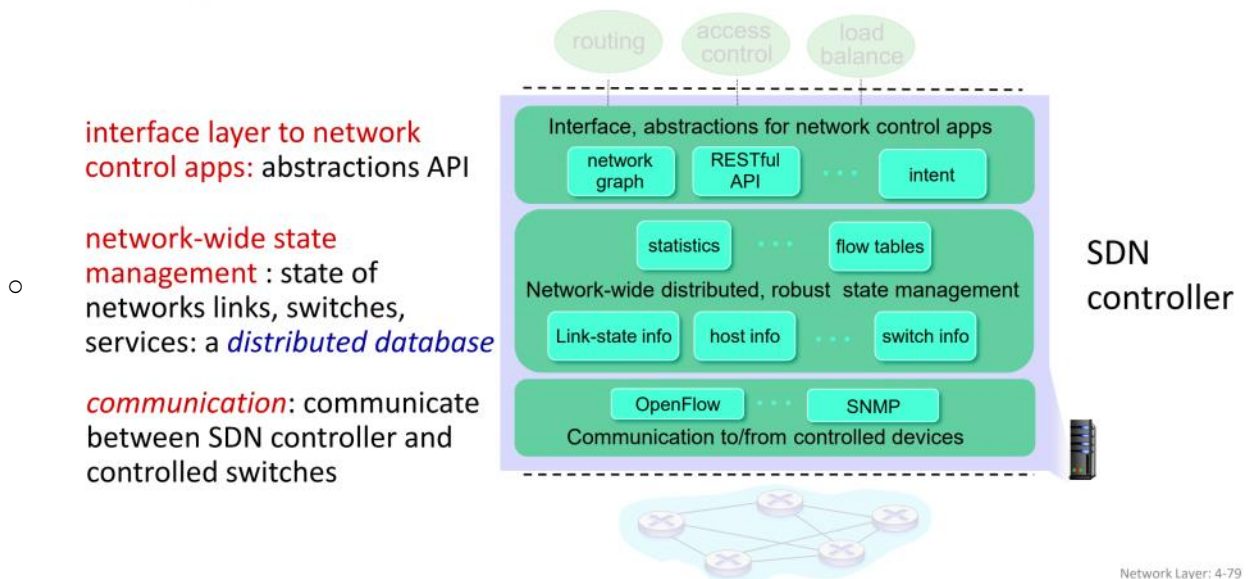 routing
access
control
load
balance
interface layer to network
control apps: abstractions API
network-wide state
management : state of
networks links, switches,
services: a distributed database
communication: communicate
between SDN controller and
controlled switches
Interface, abstractions for network control apps
network
graph
RESTful
API
intent
statistics
flow tables
Network-wide distributed, robust state management
Link-state info
host info
switch info
OpenFlow
SNMP
Communication to/from controlled devices
SDN
controller
Network Layer: 4-79